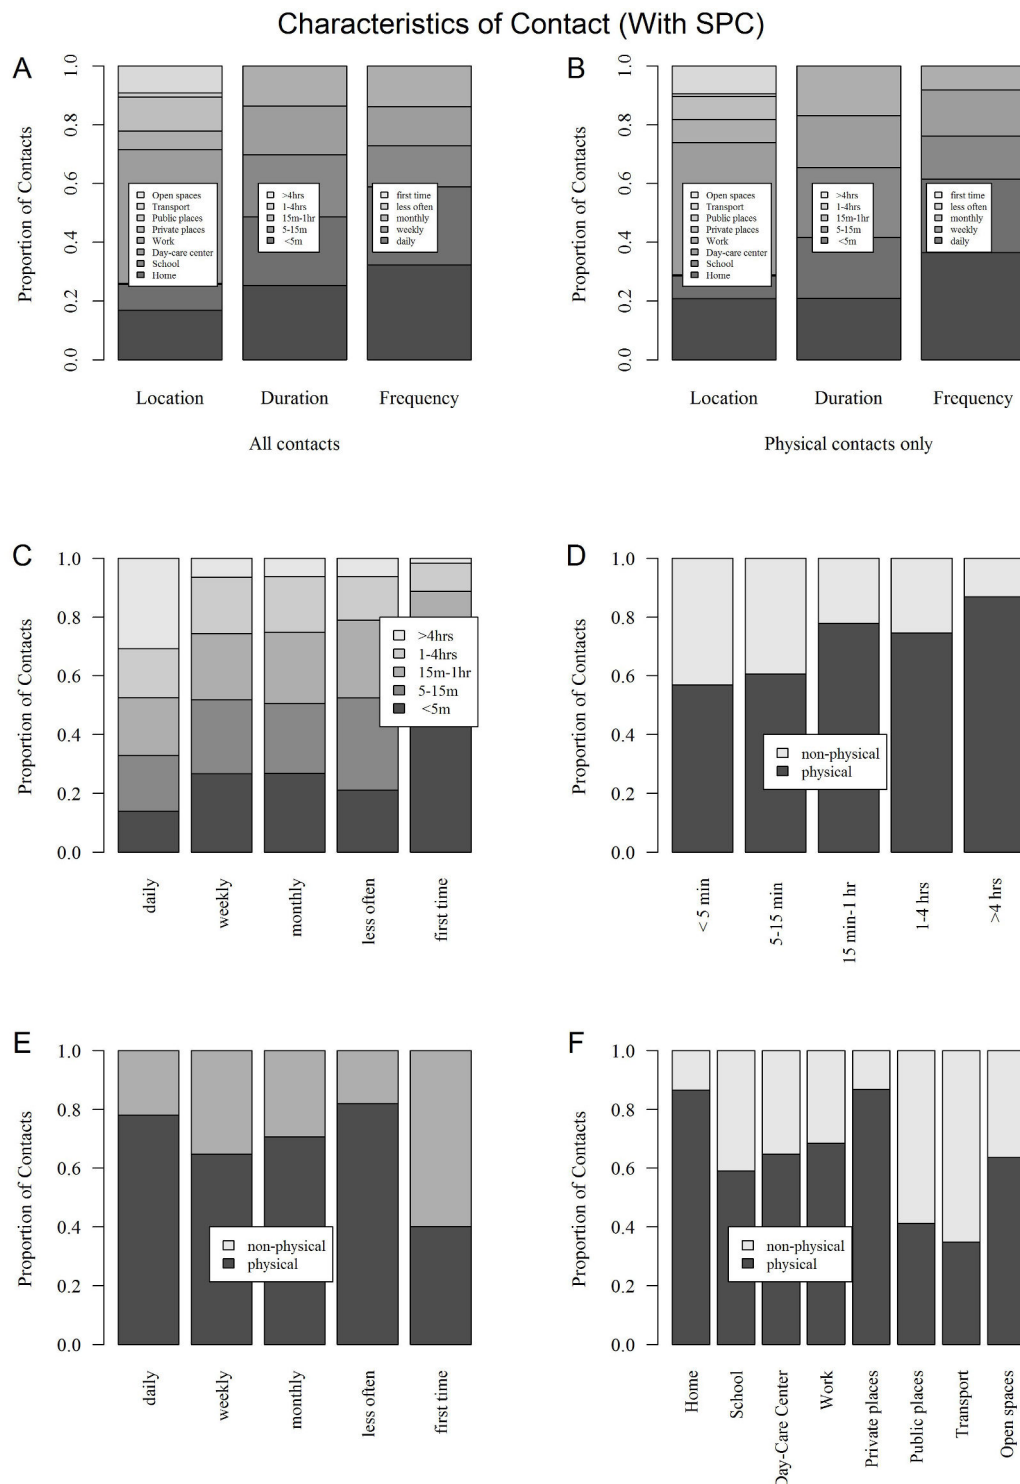 Characteristics of Contact (With SPC)
A
Proportion of Contacts
0.0
0.2
0.4
0.6
0.8
1.0
Open spaces
Transport
Public places
Private places
Work
Day-care center
School
Home
>4hrs
1-4hrs
15m-1hr
5-15m
<5m
first time
less often
monthly
weekly
daily
Location
Duration
Frequency
All contacts
B
Proportion of Contacts
0.0
0.2
0.4
0.6
0.8
1.0
Open spaces
Transport
Public places
Private places
Work
Day-care center
School
Home
>4hrs
1-4hrs
15m-1hr
5-15m
<5m
first time
less often
monthly
weekly
daily
Location
Duration
Frequency
Physical contacts only
C
Proportion of Contacts
1.0
0.8
0.6
0.4
0.2
0.0
>4hrs
1-4hrs
15m-1hr
5-15m
<5m
daily
weekly
monthly
less often
first time
D
Proportion of Contacts
1.0
0.8
0.6
0.4
0.2
0.0
non-physical
physical
< 5 min
5-15 min
15 min-1 hr
1-4 hrs
>4 hrs
E
Proportion of Contacts
1.0
0.8
0.6
0.4
0.2
0.0
non-physical
physical
daily
weekly
monthly
less often
first time
F
Proportion of Contacts
1.0
0.8
0.6
0.4
0.2
0.0
non-physical
physical
Home
School
Day-Care Center
Work
Private places
Public places
Transport
Open spaces